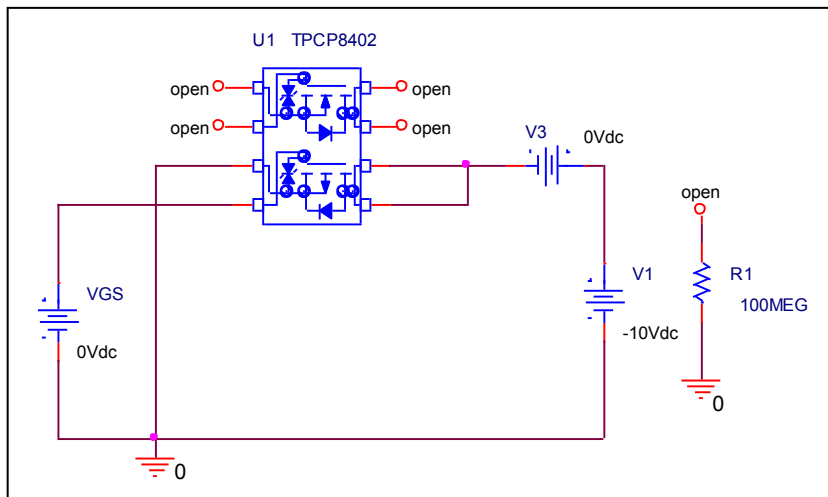 U1 TPCP8402
open
open
open
open
V3
0Vdc
open
VGS
0Vdc
V1
-10Vdc
R1
100MEG
0
0